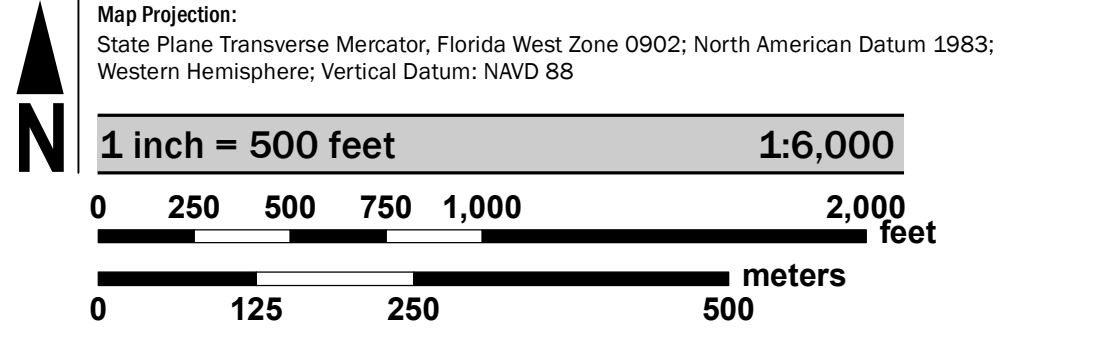 Map Projection:
State Plane Transverse Mercator, Florida West Zone 0902; North American Datum 1983;
Western Hemisphere; Vertical Datum: NAVD 88
N
1 inch = 500 feet 1:6,000
0 250 500 750 1,000 2,000
feet
meters
0 125 250 500